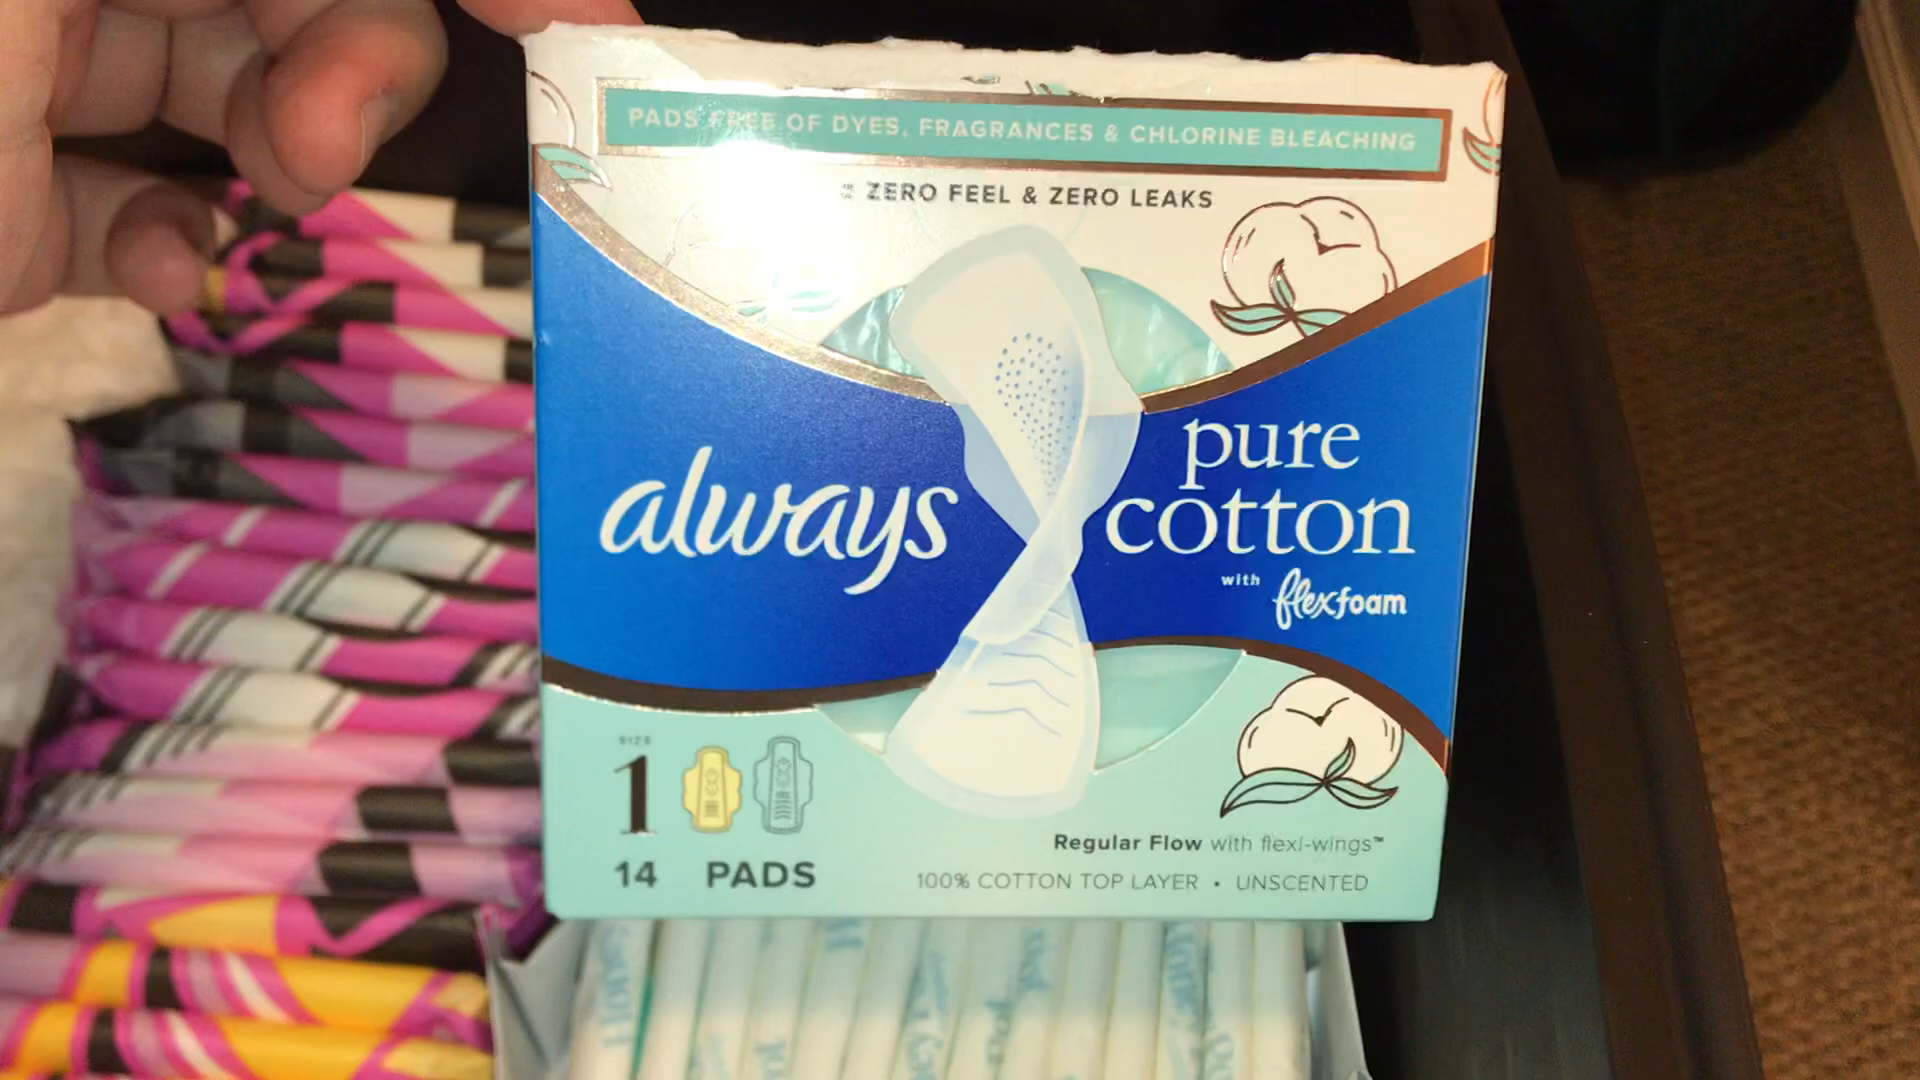 PADS FREE OF DYES, FRAGRANCES & CHLORINE BLEACHING
ZERO FEEL & ZERO LEAKS
always
pure
cotton
with flexfoam
SIZE
1
14 PADS
Regular Flow with flexi-wings™
100% COTTON TOP LAYER • UNSCENTED